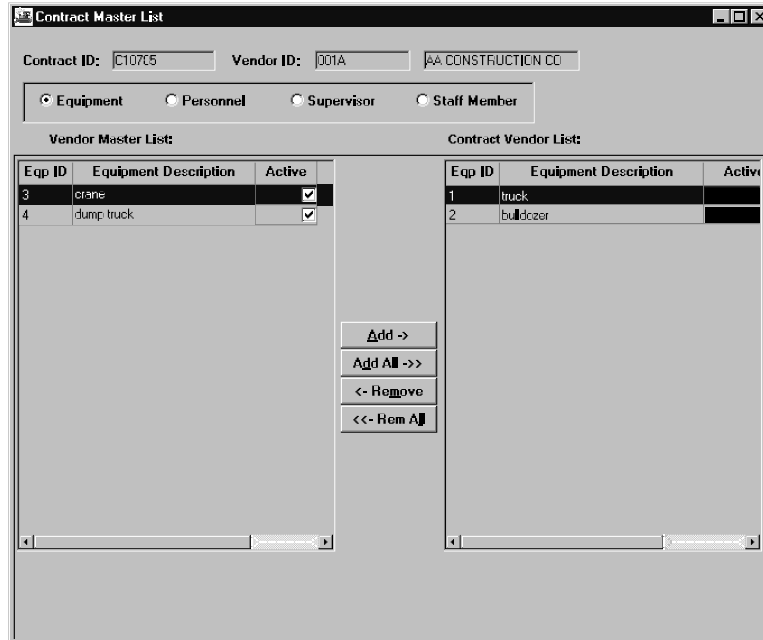 Contract Master List
Contract ID: C10705 Vendor ID: 001A AA CONSTRUCTION CO
Equipment Personnel Supervisor Staff Member
Vendor Master List: Contract Vendor List:
Eqp ID Equipment Description Active Eqp ID Equipment Description Active
3 crane 1 truck
4 dump truck 2 bulldozer
Add ->
Add All ->>
<- Remove
<<- Rem All